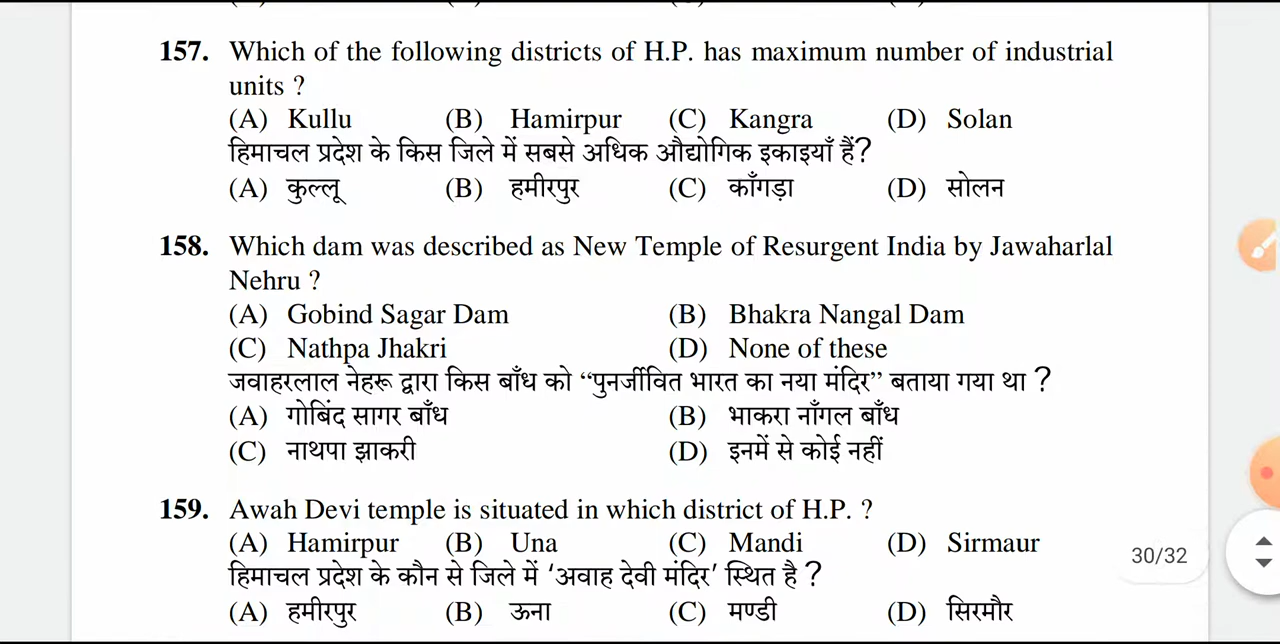 157. Which of the following districts of H.P. has maximum number of industrial
units ?
(A) Kullu (B) Hamirpur (C) Kangra (D) Solan
हिमाचल प्रदेश के किस जिले में सबसे अधिक औद्योगिक इकाइयाँ हैं?
(A) कुल्लू (B) हमीरपुर (C) काँगड़ा (D) सोलन
158. Which dam was described as New Temple of Resurgent India by Jawaharlal
Nehru ?
(A) Gobind Sagar Dam (B) Bhakra Nangal Dam
(C) Nathpa Jhakri (D) None of these
जवाहरलाल नेहरू द्वारा किस बाँध को “पुनर्जीवित भारत का नया मंदिर” बताया गया था ?
(A) गोबिंद सागर बाँध (B) भाकरा नाँगल बाँध
(C) नाथपा झाकरी (D) इनमें से कोई नहीं
159. Awah Devi temple is situated in which district of H.P. ?
(A) Hamirpur (B) Una (C) Mandi (D) Sirmaur
30/32
हिमाचल प्रदेश के कौन से जिले में ‘अवाह देवी मंदिर’ स्थित है ?
(A) हमीरपुर (B) ऊना (C) मण्डी (D) सिरमौर